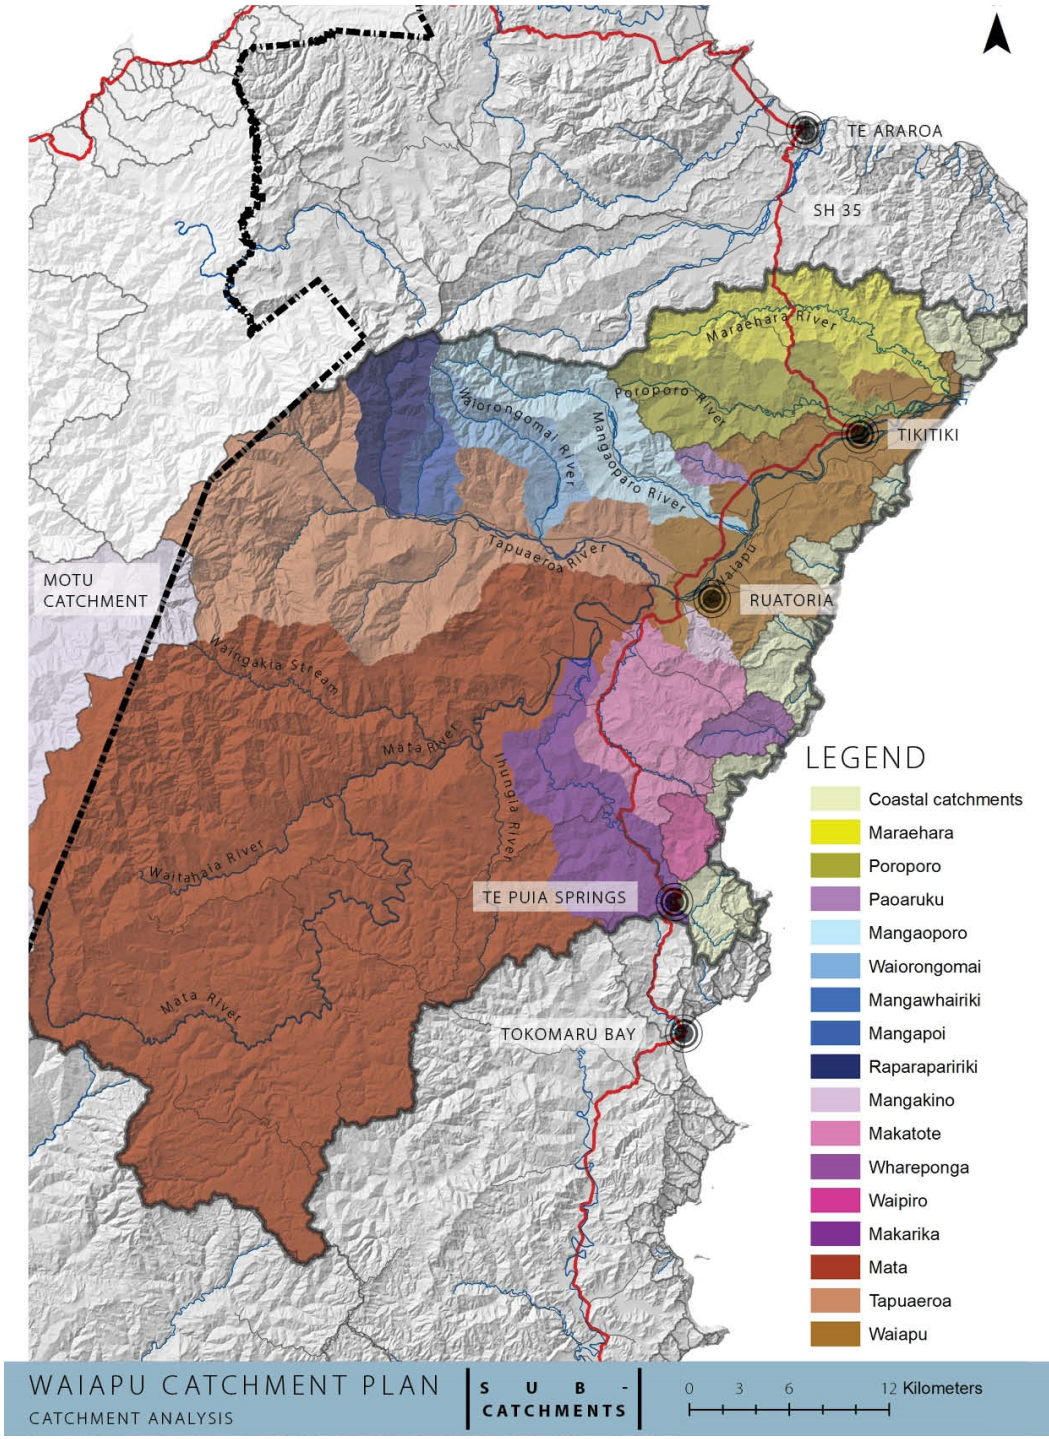 TE ARAROA
SH 35
Maraehara River
Poroporo River
TIKITIKI
Waiorongomai River
Mangaoparo River
Tapuaeroa River
Waiapu
MOTU
CATCHMENT
RUATORIA
Waingakia Stream
Mata River
Ihungia River
Waitahaia River
TE PUIA SPRINGS
Mata River
TOKOMARU BAY
LEGEND
Coastal catchments
Maraehara
Poroporo
Paoaruku
Mangaoporo
Waiorongomai
Mangawhairiki
Mangapoi
Raparapaririki
Mangakino
Makatote
Whareponga
Waipiro
Makarika
Mata
Tapuaeroa
Waiapu
WAIAPU CATCHMENT PLAN
CATCHMENT ANALYSIS
SUB-
CATCHMENTS
0 3 6 12 Kilometers